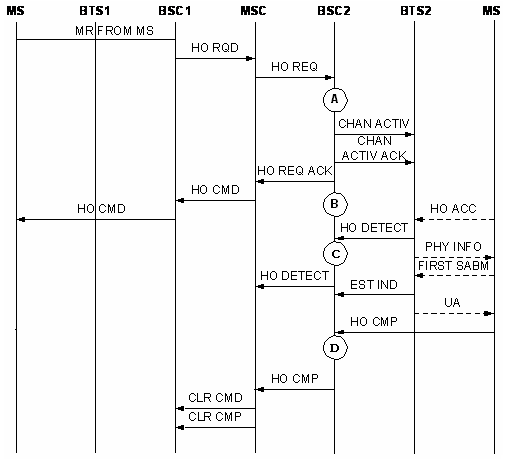 MS BTS1 BSC1 MSC BSC2 BTS2 MS
MR FROM MS
HO RQD
HO REQ
A
CHAN ACTIV
CHAN
ACTIV ACK
HO REQ ACK
HO CMD
B
HO CMD
HO ACC
HO DETECT
C
PHY INFO
FIRST SABM
HO DETECT
EST IND
UA
HO CMP
D
HO CMP
CLR CMD
CLR CMP